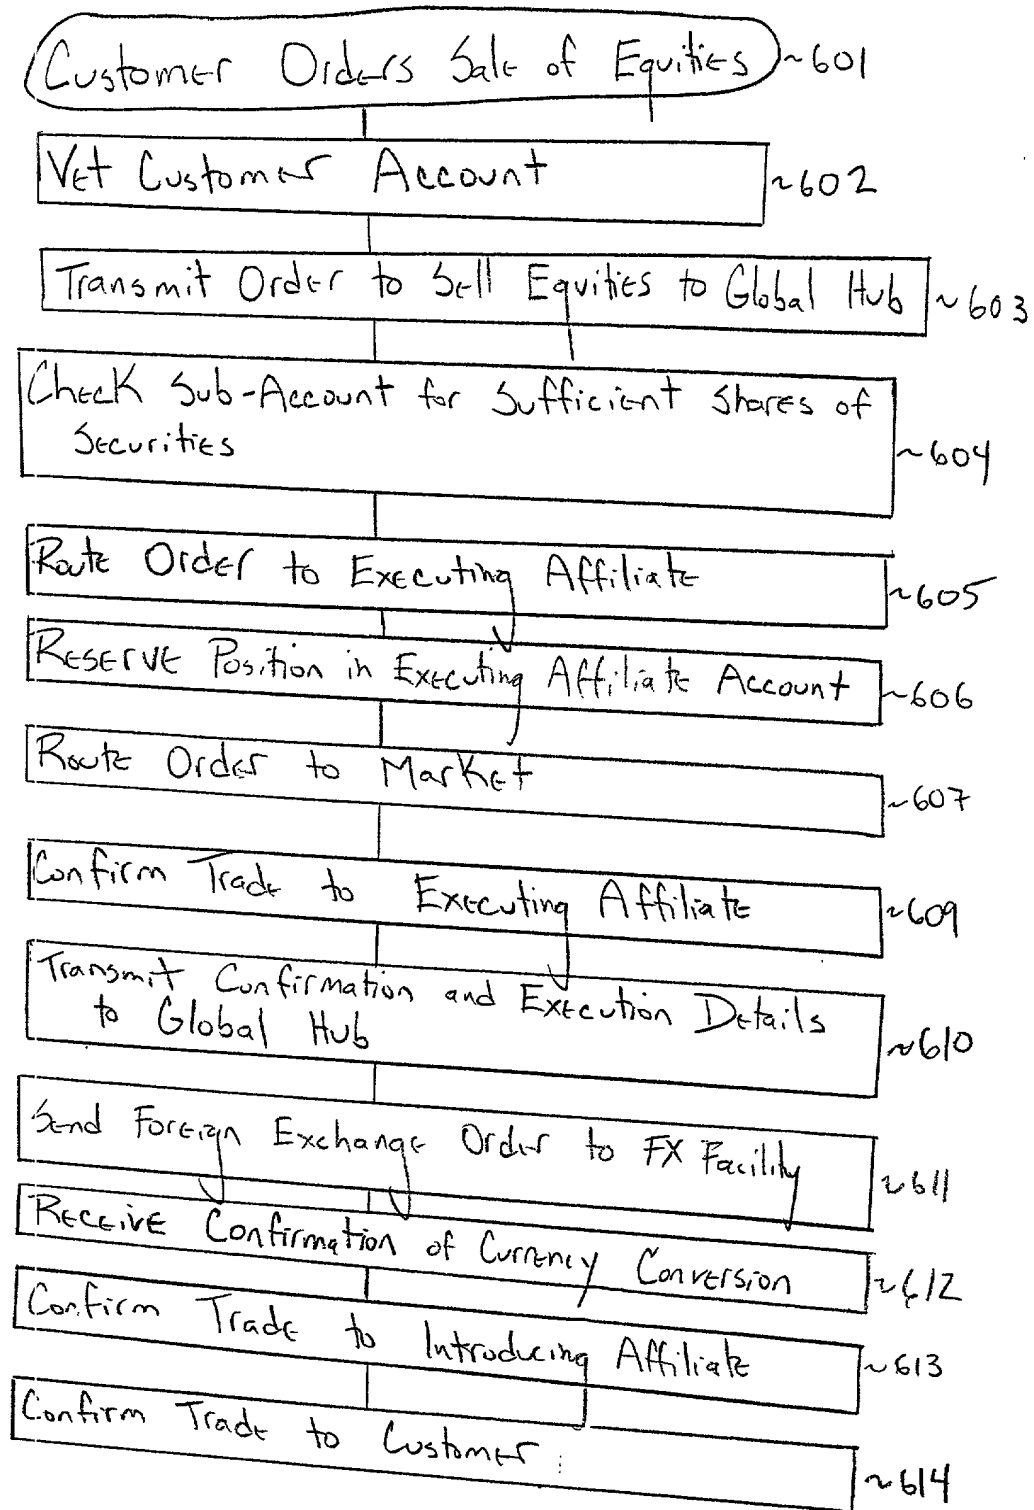 Customer Orders Sale of Equities ~601
Vet Customer Account ~602
Transmit Order to Sell Equities to Global Hub ~603
Check Sub-Account for Sufficient Shares of
Securities ~604
Route Order to Executing Affiliate ~605
Reserve Position in Executing Affiliate Account ~606
Route Order to Market ~607
Confirm Trade to Executing Affiliate ~609
Transmit Confirmation and Execution Details
to Global Hub ~610
Send Foreign Exchange Order to FX Facility ~611
Receive Confirmation of Currency Conversion ~612
Confirm Trade to Introducing Affiliate ~613
Confirm Trade to Customer ~614